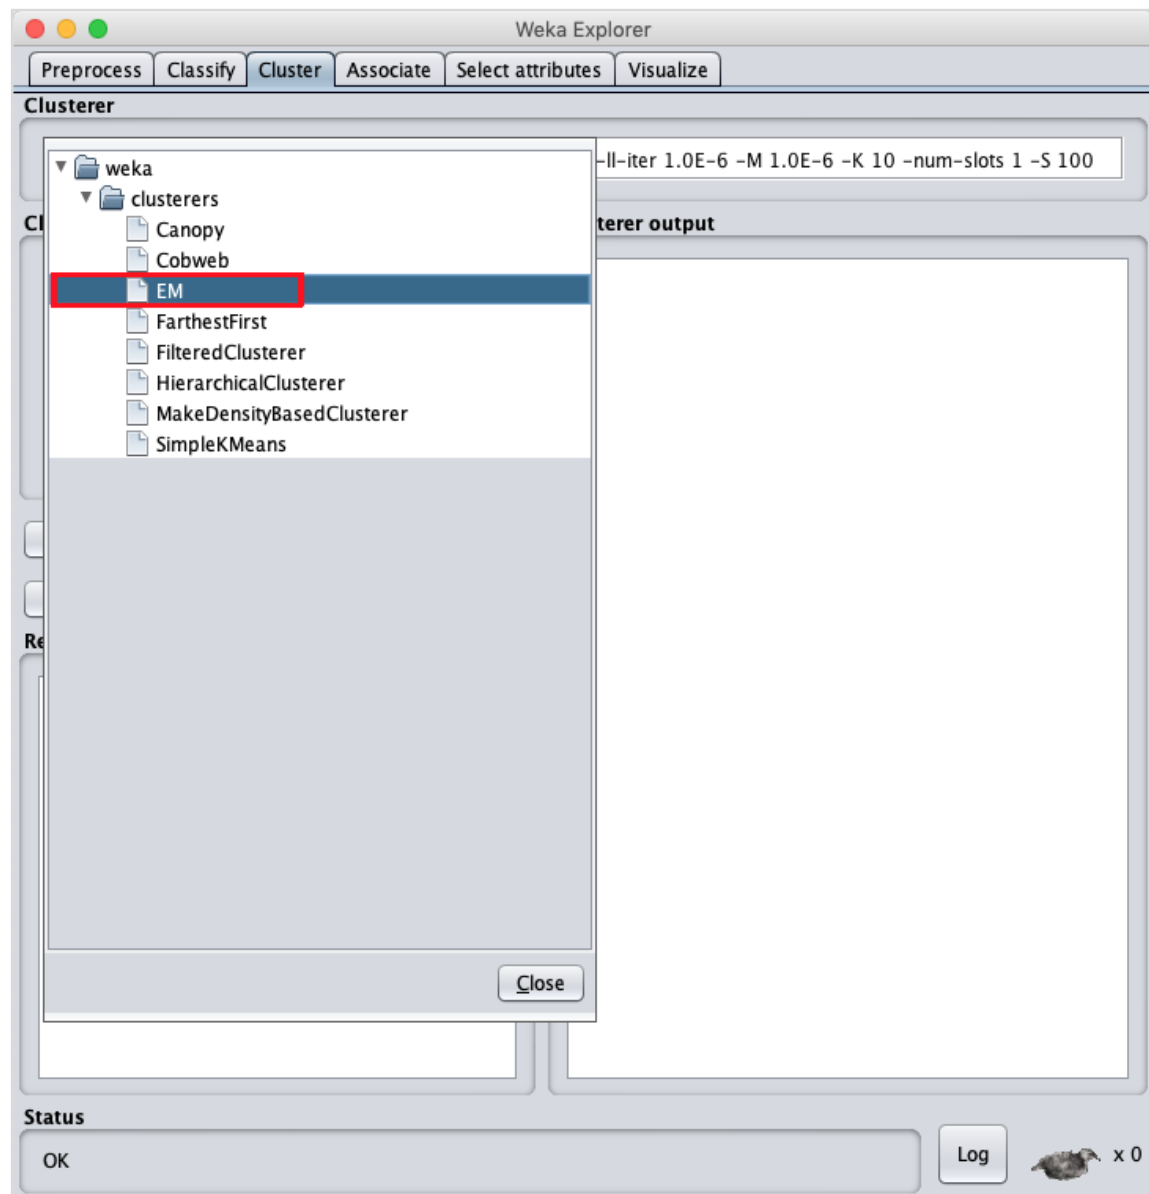 Weka Explorer
Preprocess Classify Cluster Associate Select attributes Visualize
Clusterer
-ll-iter 1.0E-6 -M 1.0E-6 -K 10 -num-slots 1 -S 100
weka
clusterers
Cl
terer output
Canopy
Cobweb
EM
FarthestFirst
FilteredClusterer
HierarchicalClusterer
MakeDensityBasedClusterer
SimpleKMeans
Re
Close
Status
OK
Log
x 0